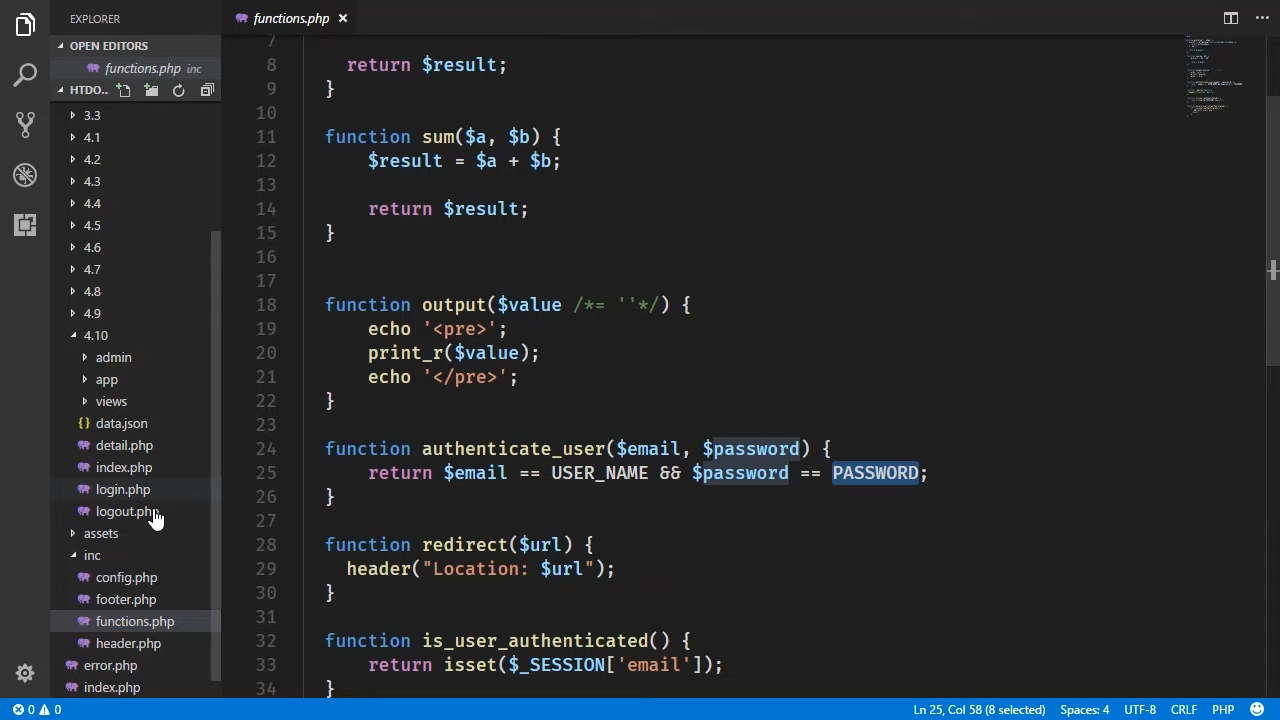 EXPLORER
OPEN EDITORS
functions.php inc
HTDO..
3.3
4.1
4.2
4.3
4.4
4.5
4.6
4.7
4.8
4.9
4.10
admin
app
views
{} data.json
detail.php
index.php
login.php
logout.php
assets
inc
config.php
footer.php
functions.php
header.php
error.php
index.php
functions.php ×
7
8 return $result;
9 }
10
11 function sum($a, $b) {
12 $result = $a + $b;
13
14 return $result;
15 }
16
17
18 function output($value /*= ''*/) {
19 echo '<pre>';
20 print_r($value);
21 echo '</pre>';
22 }
23
24 function authenticate_user($email, $password) {
25 return $email == USER_NAME && $password == PASSWORD;
26 }
27
28 function redirect($url) {
29 header("Location: $url");
30 }
31
32 function is_user_authenticated() {
33 return isset($_SESSION['email']);
34 }
0 0 Ln 25, Col 58 (8 selected) Spaces: 4 UTF-8 CRLF PHP